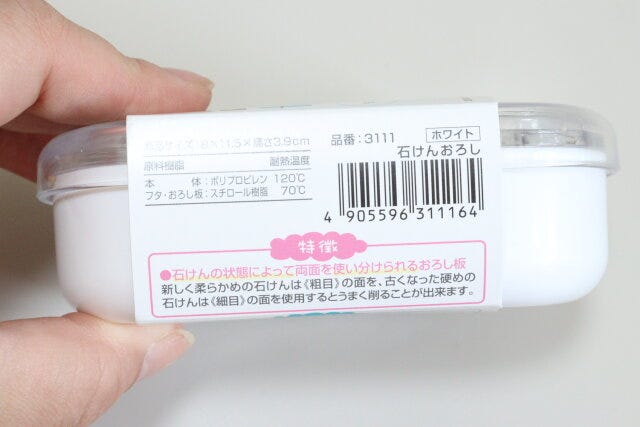 商品サイズ:8×11.5×高さ3.9cm
原料樹脂 耐熱温度
本 体:ポリプロピレン 120℃
フタ・おろし板:スチロール樹脂 70℃
品番:3111 ホワイト
石けんおろし
4 905596 311164
特徴
●石けんの状態によって両面を使い分けられるおろし板
新しく柔らかめの石けんは《粗目》の面を、古くなった硬めの
石けんは《細目》の面を使用するとうまく削ることが出来ます。